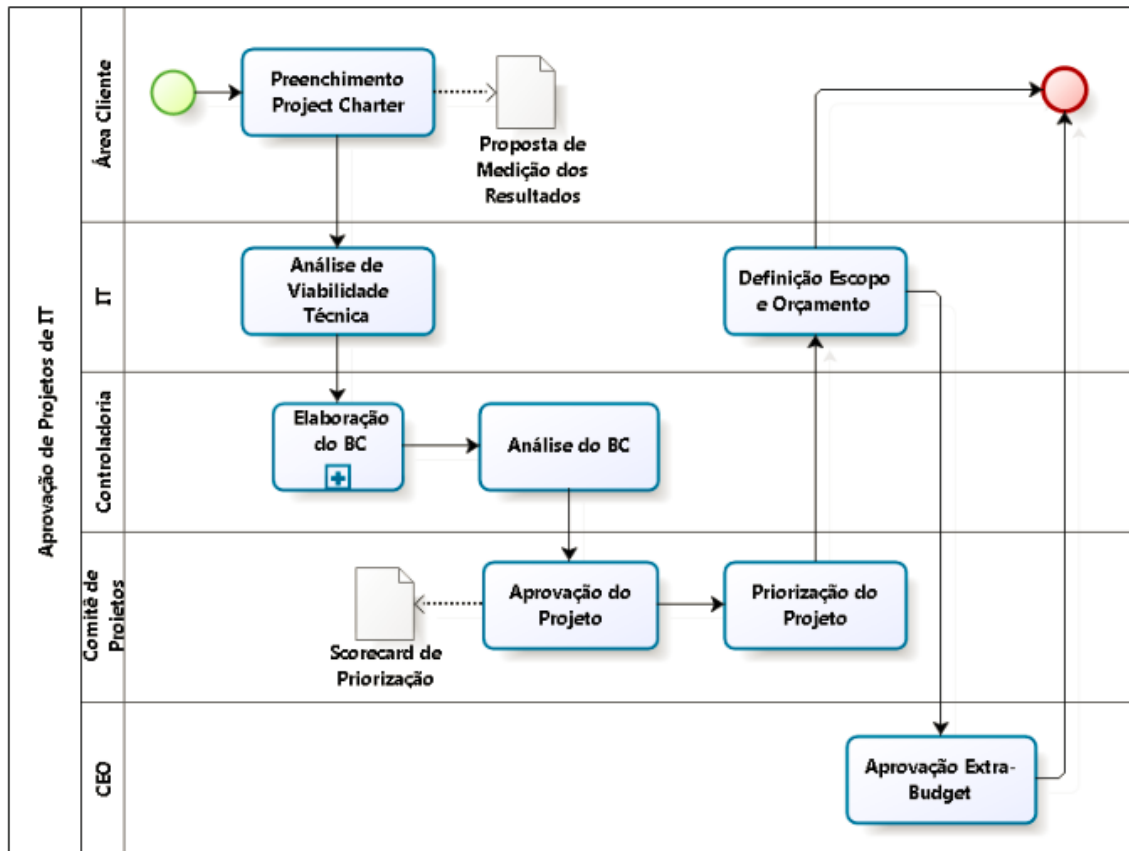 Aprovação de Projetos de IT
Área Cliente
Preenchimento
Project Charter
Proposta de
Medição dos
Resultados
IT
Análise de
Viabilidade
Técnica
Definição Escopo
e Orçamento
Controladoria
Elaboração
do BC
Análise do BC
Comitê de
Projetos
Scorecard de
Priorização
Aprovação do
Projeto
Priorização do
Projeto
CEO
Aprovação Extra-
Budget